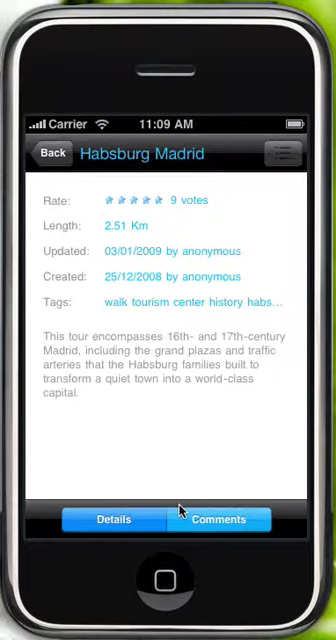 Carrier 11:09 AM
Back Habsburg Madrid
Rate: 9 votes
Length: 2.51 Km
Updated: 03/01/2009 by anonymous
Created: 25/12/2008 by anonymous
Tags: walk tourism center history habs...
This tour encompasses 16th- and 17th-century
Madrid, including the grand plazas and traffic
arteries that the Habsburg families built to
transform a quiet town into a world-class
capital.
Details Comments